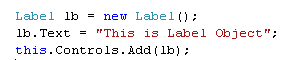 Label lb = new Label();
lb.Text = "This is Label Object";
this.Controls.Add(lb);